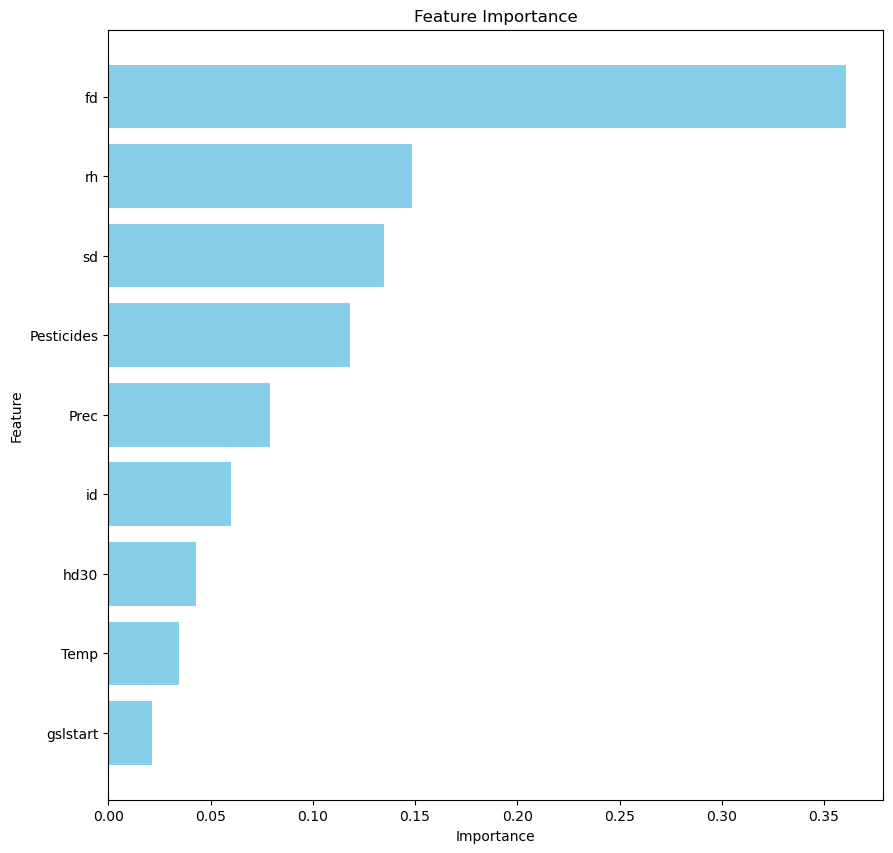 Feature Importance
fd
rh
sd
Pesticides
Prec
id
hd30
Temp
gslstart
Feature
0.00 0.05 0.10 0.15 0.20 0.25 0.30 0.35
Importance